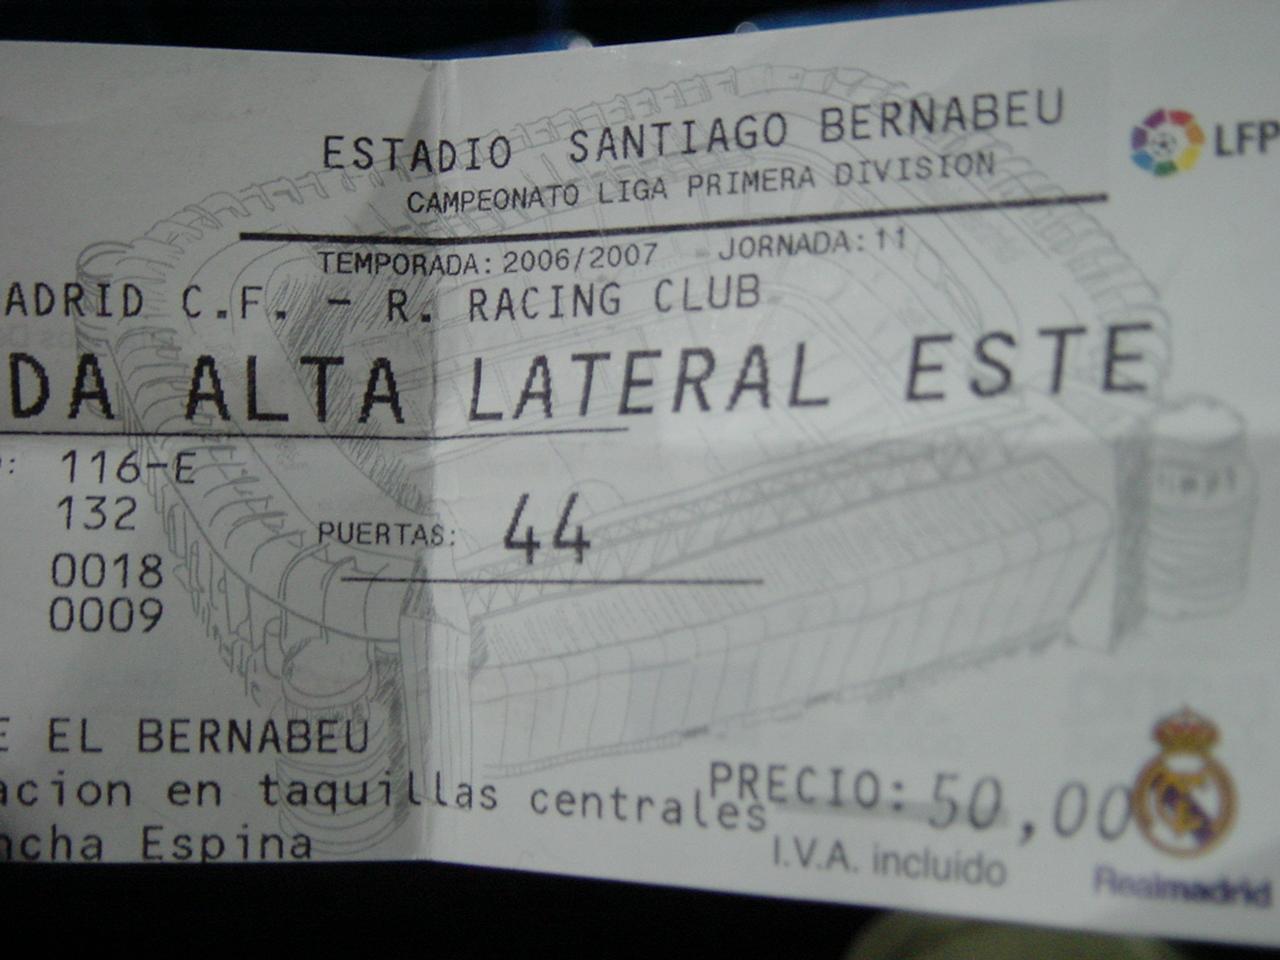 ESTADIO SANTIAGO BERNABEU
LFP
CAMPEONATO LIGA PRIMERA DIVISION
TEMPORADA: 2006/2007 - JORNADA: 11
ADRID C.F. - R. RACING CLUB
DA ALTA LATERAL ESTE
: 116-E
132
PUERTAS: 44
0018
0009
E EL BERNABEU
acion en taquillas centrales
PRECIO: 50,00
ncha Espina
I.V.A. incluido
Realmadrid